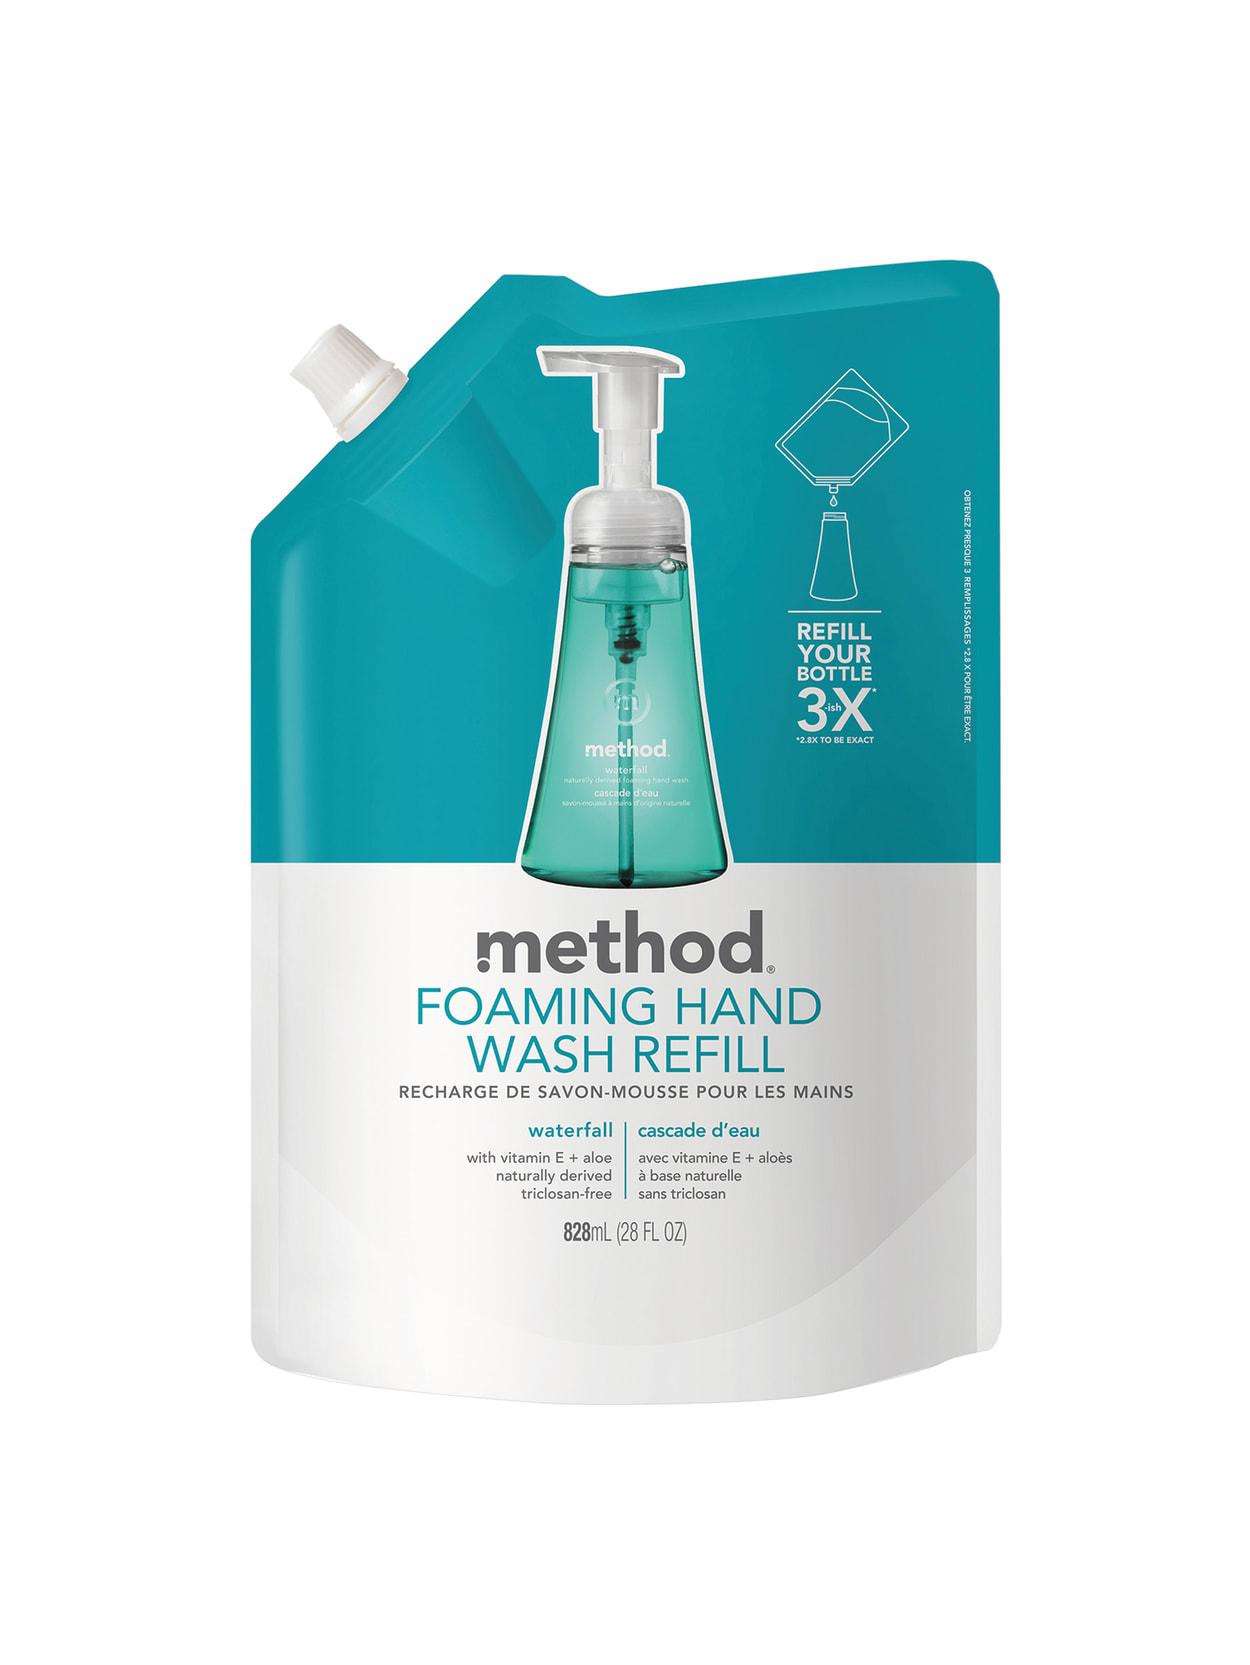 REFILL
YOUR
BOTTLE
3-ishX*
*2.8X TO BE EXACT
OBTENEZ PRESQUE 3 REMPLISSAGES *2.8 X POUR ÊTRE EXACT.
m
method.
waterfall
naturally derived foaming hand wash
cascade d'eau
savon-mousse à mains d'origine naturelle
method®
FOAMING HAND
WASH REFILL
RECHARGE DE SAVON-MOUSSE POUR LES MAINS
waterfall
with vitamin E + aloe
naturally derived
triclosan-free
cascade d'eau
avec vitamine E + aloès
à base naturelle
sans triclosan
828mL (28 FL OZ)